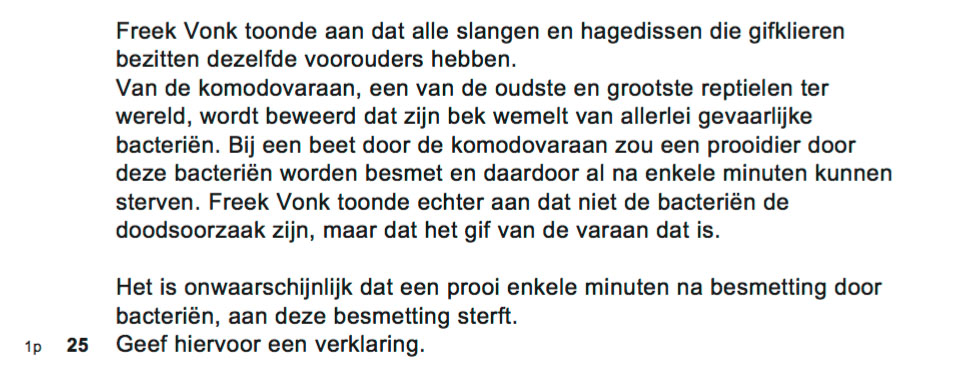 Freek Vonk toonde aan dat alle slangen en hagedissen die gifklieren
bezitten dezelfde voorouders hebben.
Van de komodovaraan, een van de oudste en grootste reptielen ter
wereld, wordt beweerd dat zijn bek wemelt van allerlei gevaarlijke
bacteriën. Bij een beet door de komodovaraan zou een prooidier door
deze bacteriën worden besmet en daardoor al na enkele minuten kunnen
sterven. Freek Vonk toonde echter aan dat niet de bacteriën de
doodsoorzaak zijn, maar dat het gif van de varaan dat is.
Het is onwaarschijnlijk dat een prooi enkele minuten na besmetting door
bacteriën, aan deze besmetting sterft.
1p 25 Geef hiervoor een verklaring.